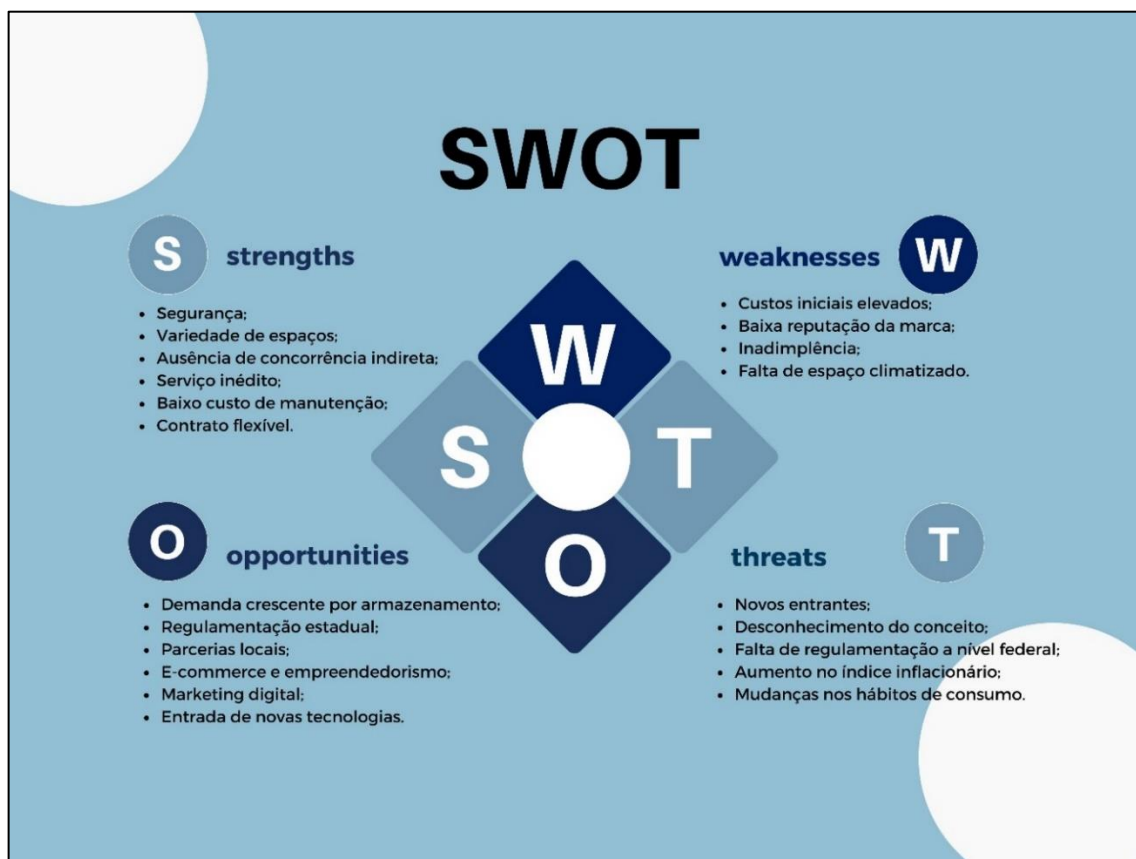 SWOT
S
strengths
Segurança;
Variedade de espaços;
Ausência de concorrência indireta;
Serviço inédito;
Baixo custo de manutenção;
Contrato flexível.
weaknesses
W
Custos iniciais elevados;
Baixa reputação da marca;
Inadimplência;
Falta de espaço climatizado.
W
S
T
O
O
opportunities
Demanda crescente por armazenamento;
Regulamentação estadual;
Parcerias locais;
E-commerce e empreendedorismo;
Marketing digital;
Entrada de novas tecnologias.
threats
T
Novos entrantes;
Desconhecimento do conceito;
Falta de regulamentação a nível federal;
Aumento no índice inflacionário;
Mudanças nos hábitos de consumo.